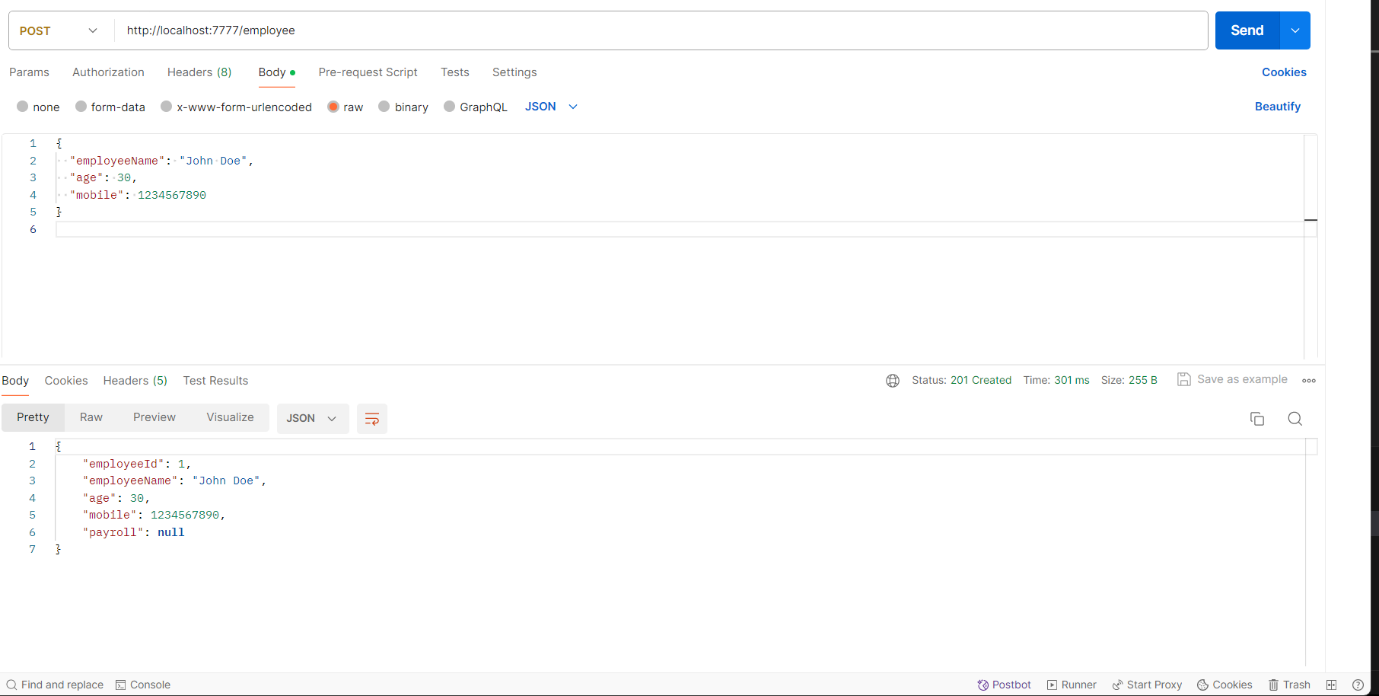 POST http://localhost:7777/employee Send
Params Authorization Headers (8) Body Pre-request Script Tests Settings Cookies
none form-data x-www-form-urlencoded raw binary GraphQL JSON Beautify
1 {
2 "employeeName": "John Doe",
3 "age": 30,
4 "mobile": 1234567890
5 }
6
Body Cookies Headers (5) Test Results Status: 201 Created Time: 301 ms Size: 255 B Save as example
Pretty Raw Preview Visualize JSON
1 {
2 "employeeId": 1,
3 "employeeName": "John Doe",
4 "age": 30,
5 "mobile": 1234567890,
6 "payroll": null
7 }
Find and replace Console Postbot Runner Start Proxy Cookies Trash